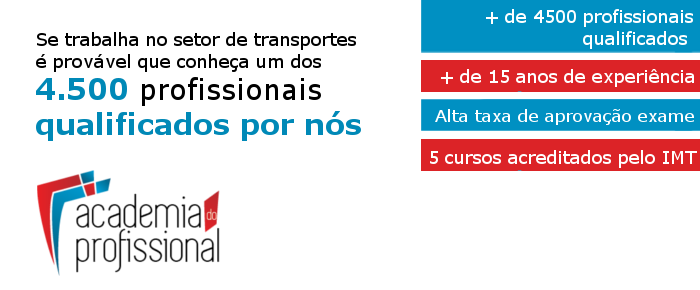 Se trabalha no setor de transportes
é provável que conheça um dos
4.500 profissionais
qualificados por nós
academia do
profissional
+ de 4500 profissionais
qualificados
+ de 15 anos de experiência
Alta taxa de aprovação exame
5 cursos acreditados pelo IMT